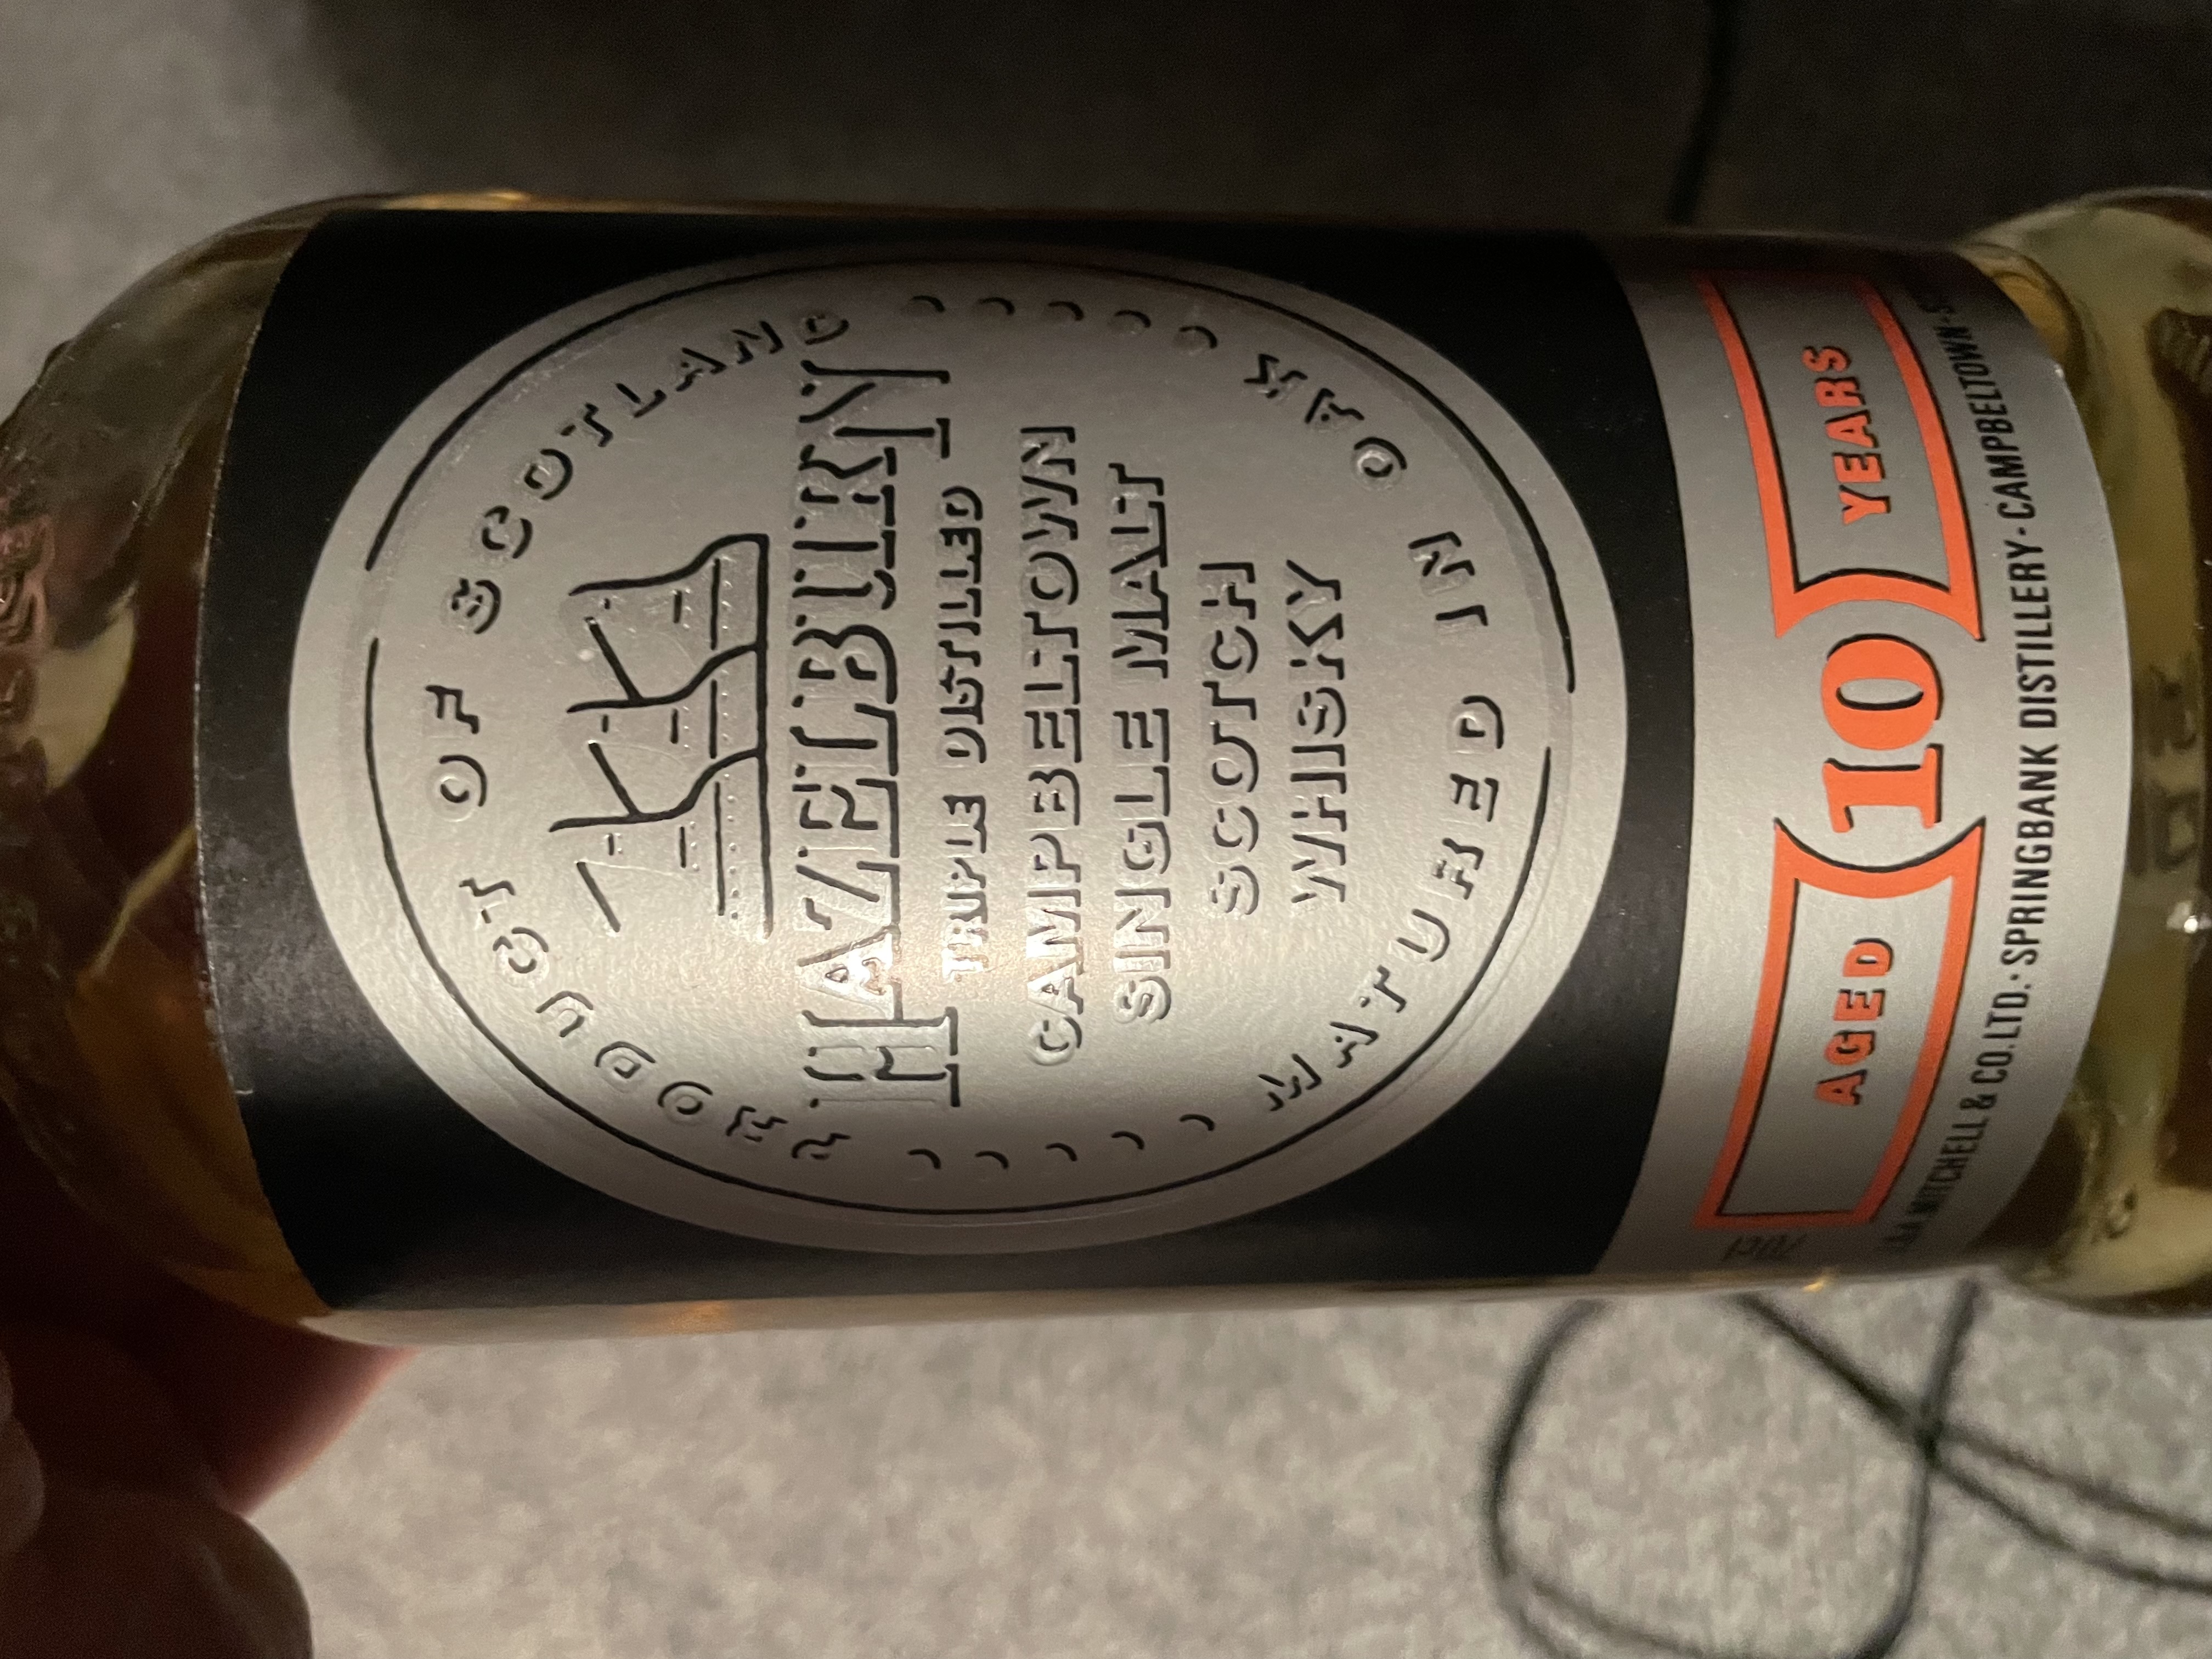 PRODUCT OF SCOTLAND
HAZELBURN
TRIPLE DISTILLED
CAMPBELTOWN
SINGLE MALT
SCOTCH
WHISKY
MATURED IN OAK
70cl
AGED 10 YEARS
MITCHELL & CO.LTD.·SPRINGBANK DISTILLERY·CAMPBELTOWN·